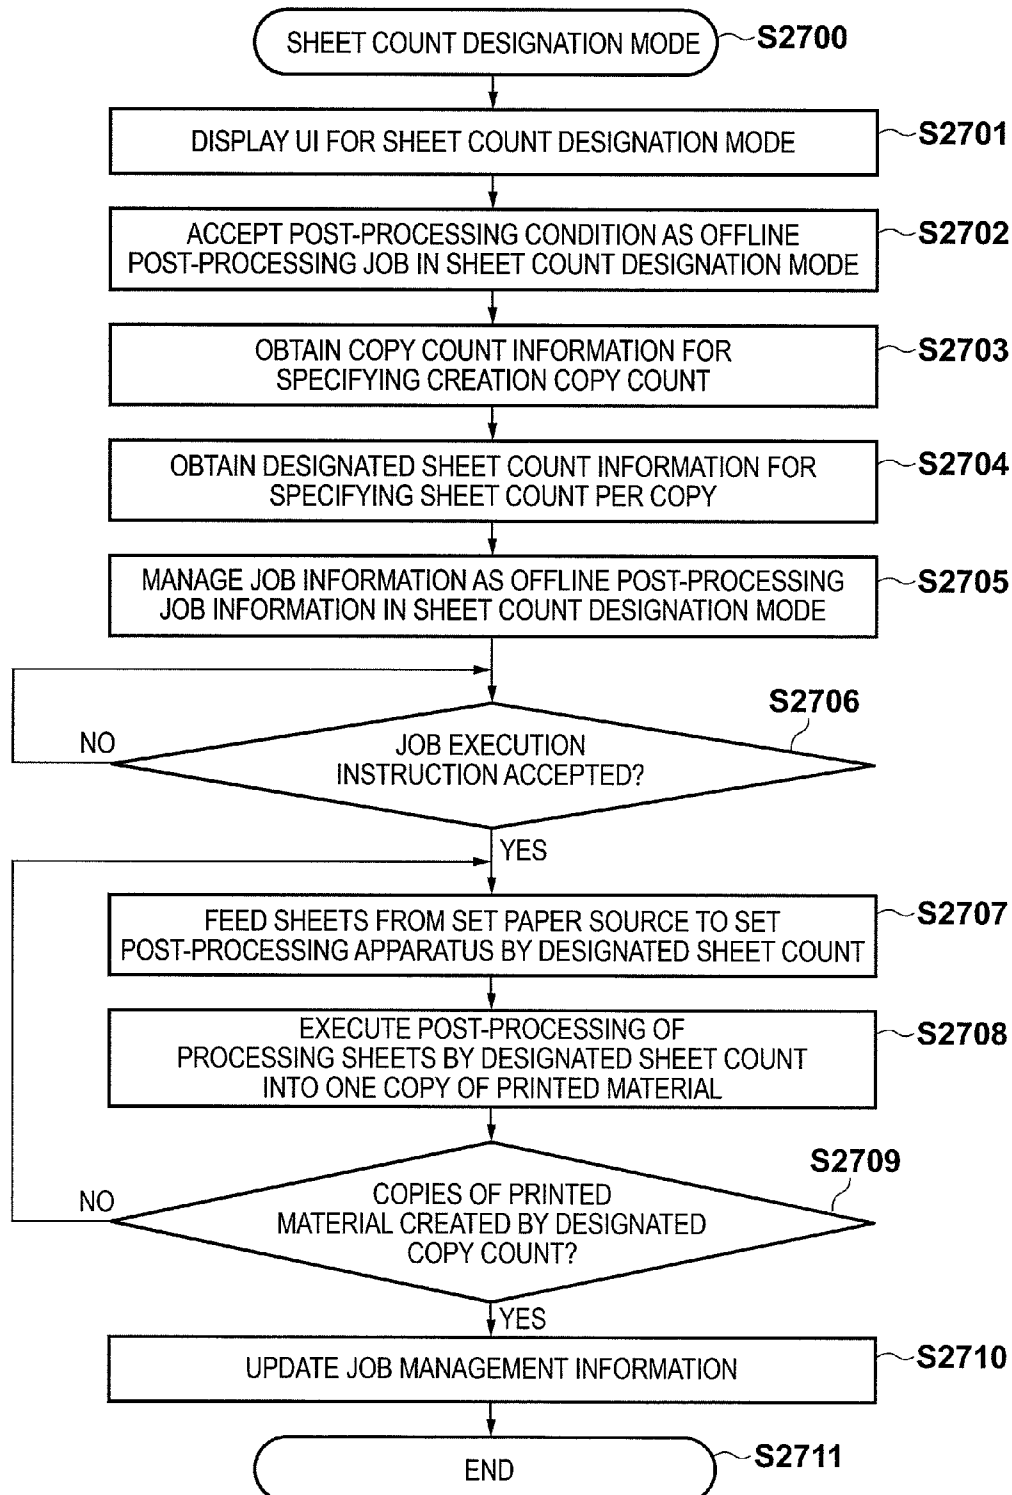 SHEET COUNT DESIGNATION MODE
S2700
DISPLAY UI FOR SHEET COUNT DESIGNATION MODE
S2701
ACCEPT POST-PROCESSING CONDITION AS OFFLINE
POST-PROCESSING JOB IN SHEET COUNT DESIGNATION MODE
S2702
OBTAIN COPY COUNT INFORMATION FOR
SPECIFYING CREATION COPY COUNT
S2703
OBTAIN DESIGNATED SHEET COUNT INFORMATION FOR
SPECIFYING SHEET COUNT PER COPY
S2704
MANAGE JOB INFORMATION AS OFFLINE POST-PROCESSING
JOB INFORMATION IN SHEET COUNT DESIGNATION MODE
S2705
S2706
NO
JOB EXECUTION
INSTRUCTION ACCEPTED?
YES
FEED SHEETS FROM SET PAPER SOURCE TO SET
POST-PROCESSING APPARATUS BY DESIGNATED SHEET COUNT
S2707
EXECUTE POST-PROCESSING OF
PROCESSING SHEETS BY DESIGNATED SHEET COUNT
INTO ONE COPY OF PRINTED MATERIAL
S2708
S2709
NO
COPIES OF PRINTED
MATERIAL CREATED BY DESIGNATED
COPY COUNT?
YES
UPDATE JOB MANAGEMENT INFORMATION
S2710
END
S2711